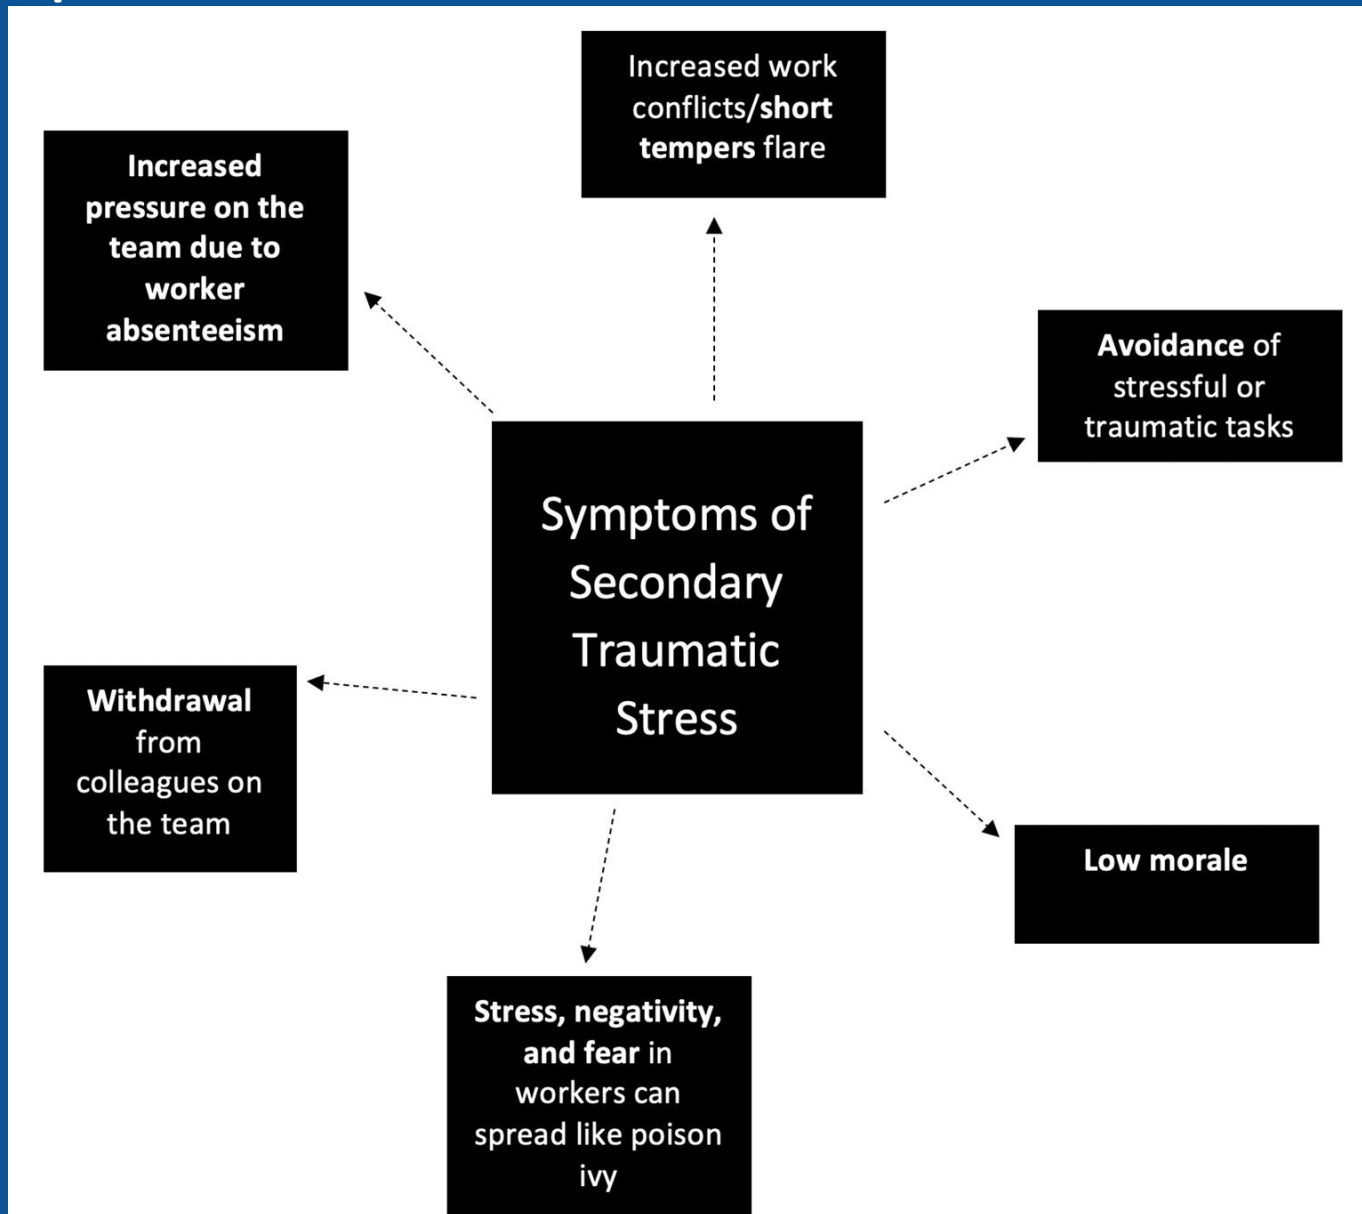 Increased work
conflicts/short
tempers flare
Increased
pressure on the
team due to
worker
absenteeism
Avoidance of
stressful or
traumatic tasks
Symptoms of
Secondary
Traumatic
Stress
Withdrawal
from
colleagues on
the team
Low morale
Stress, negativity,
and fear in
workers can
spread like poison
ivy